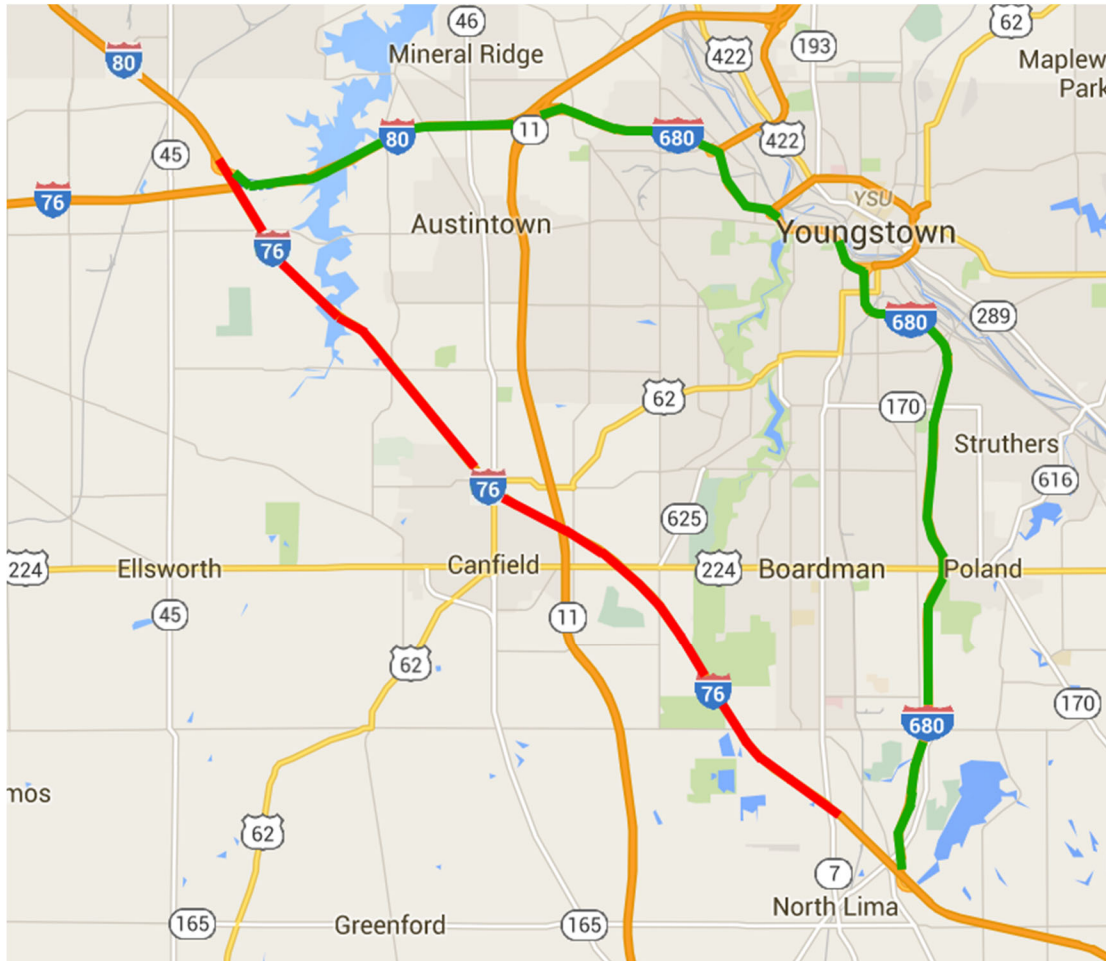 46
62
Mineral Ridge
193
422
80
Maplew
Park
11
80
680
422
45
76
YSU
Austintown
Youngstown
76
289
680
62
170
Struthers
616
76
625
224
Ellsworth
Canfield
224
Boardman
Poland
45
11
62
76
170
680
mos
62
7
North Lima
165
Greenford
165